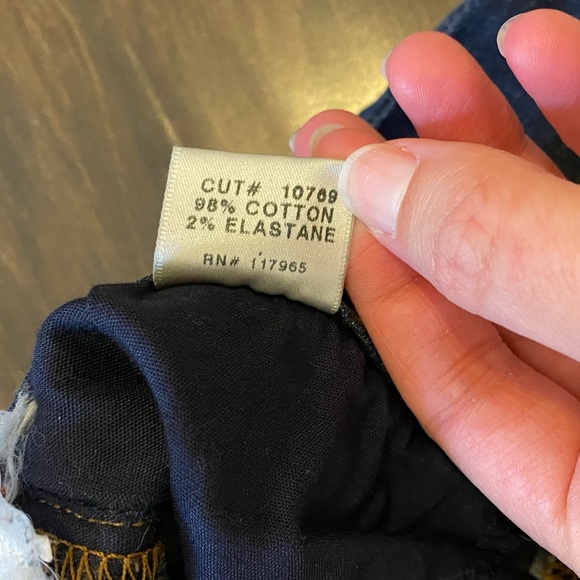 CUT# 10769
98% COTTON
2% ELASTANE
RN# 117965